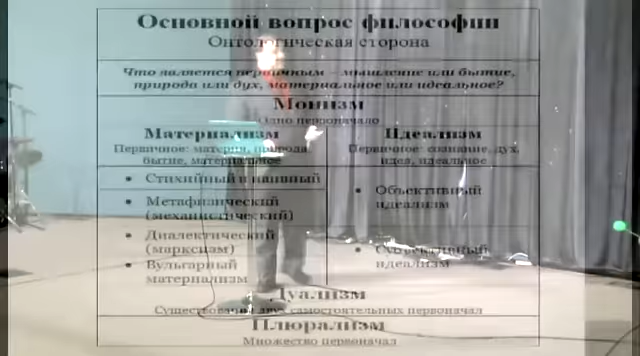 Основной вопрос философии
Онтологическая сторона
Что является первичным – мышление или бытие,
природа или дух, материальное или идеальное?
Монизм
Одно первоначало
Материализм
Первичное: материя, природа,
бытие, материальное
Идеализм
Первичное: сознание, дух,
идея, идеальное
• Стихийный и наивный
• Метафизический
(механистический)
• Диалектический
(марксизм)
• Вульгарный
материализм
• Объективный
идеализм
• Субъективный
идеализм
Дуализм
Существование двух самостоятельных первоначал
Плюрализм
Множество первоначал